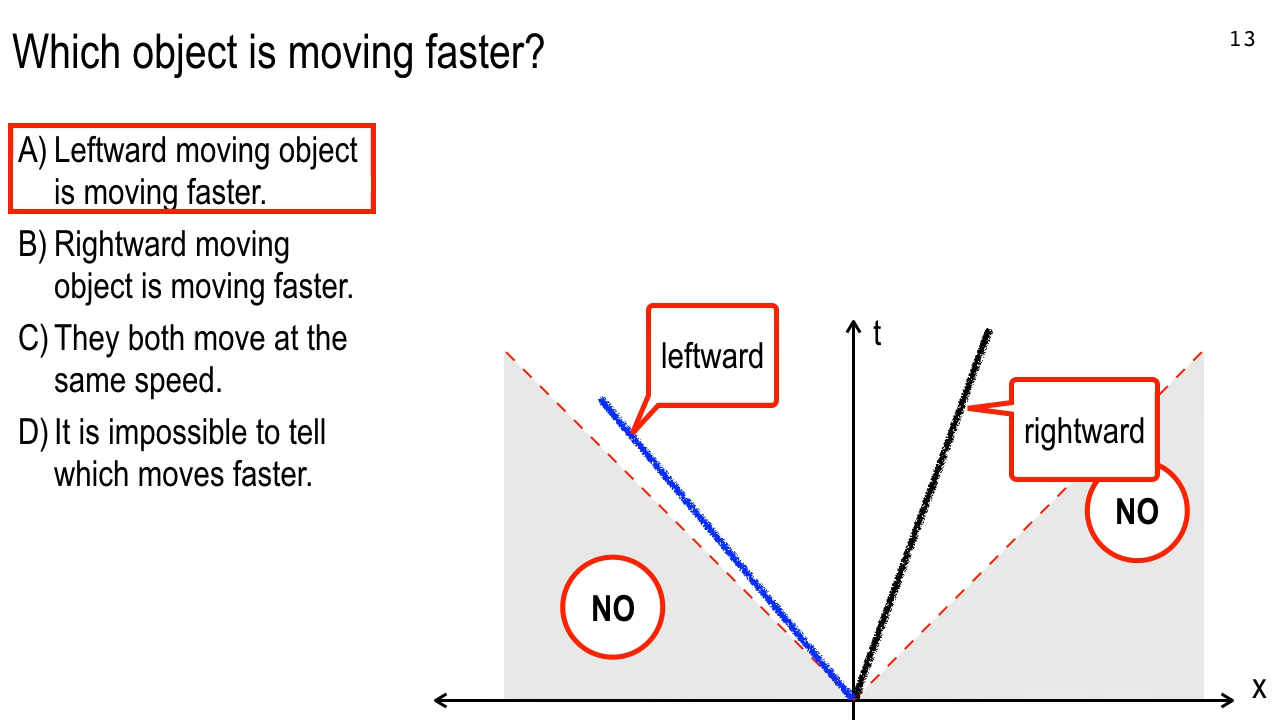 Which object is moving faster?
13
A) Leftward moving object
is moving faster.
B) Rightward moving
object is moving faster.
C) They both move at the
same speed.
D) It is impossible to tell
which moves faster.
leftward
t
rightward
NO
NO
x